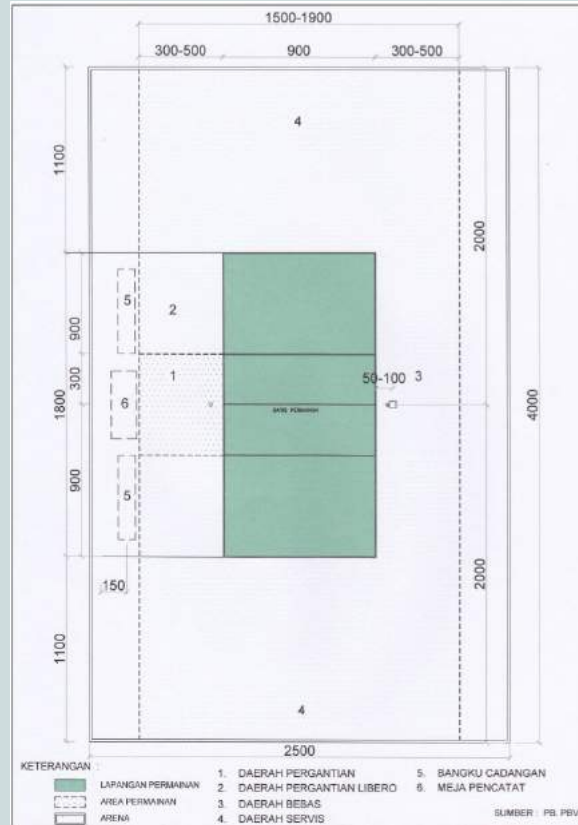 1500-1900
300-500 900 300-500
4
1100
2000
5
2
900
1
50-100 3
300
6
1800
4000
900
5
2000
150
1100
4
2500
KETERANGAN :
LAPANGAN PERMAINAN
AREA PERMAINAN
ARENA
1. DAERAH PERGANTIAN
2. DAERAH PERGANTIAN LIBERO
3. DAERAH BEBAS
4. DAERAH SERVIS
5. BANGKU CADANGAN
6. MEJA PENCATAT
SUMBER : PB. PBV